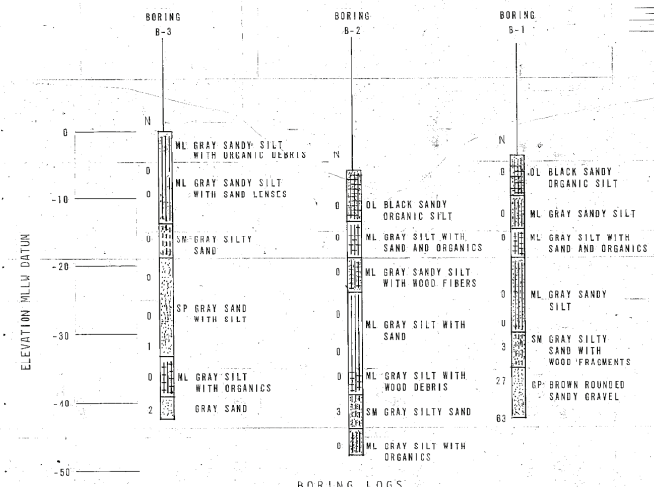 BORING
B-3
BORING
B-2
BORING
B-1
N
0
-10
-20
-30
-40
-50
ELEVATION MLLW DATUM
ML GRAY SANDY SILT
WITH ORGANIC DEBRIS
0
ML GRAY SANDY SILT
WITH SAND LENSES
0
0
SM GRAY SILTY
SAND
0
SP GRAY SAND
WITH SILT
0
1
0
ML GRAY SILT
WITH ORGANICS
2
GRAY SAND
N
0
OL BLACK SANDY
ORGANIC SILT
0
ML GRAY SILT WITH
SAND AND ORGANICS
0
ML GRAY SANDY SILT
WITH WOOD FIBERS
0
ML GRAY SILT WITH
SAND
0
0
ML GRAY SILT WITH
WOOD DEBRIS
3
SM GRAY SILTY SAND
0
ML GRAY SILT WITH
ORGANICS
N
0
OL BLACK SANDY
ORGANIC SILT
0
ML GRAY SANDY SILT
0
ML GRAY SILT WITH
SAND AND ORGANICS
0
ML GRAY SANDY
SILT
0
3
SM GRAY SILTY
SAND WITH
WOOD FRAGMENTS
27
GP BROWN ROUNDED
SANDY GRAVEL
63
BORING LOGS